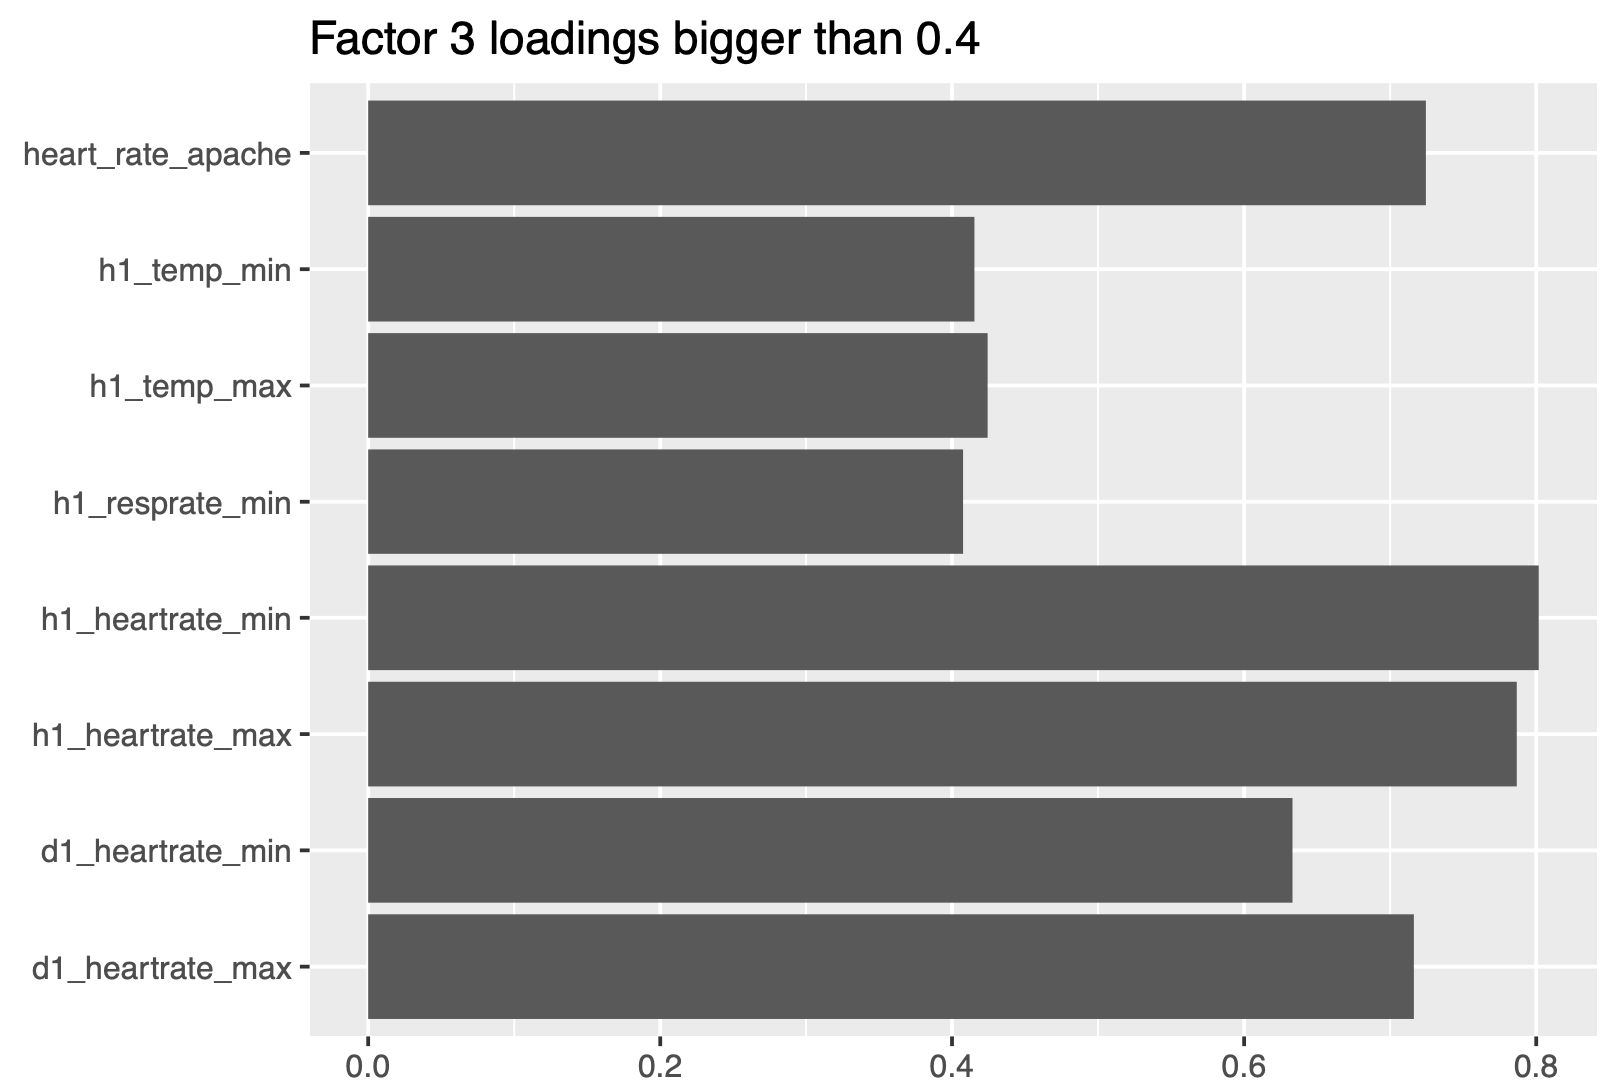 Factor 3 loadings bigger than 0.4
heart_rate_apache
h1_temp_min
h1_temp_max
h1_resprate_min
h1_heartrate_min
h1_heartrate_max
d1_heartrate_min
d1_heartrate_max
0.0 0.2 0.4 0.6 0.8